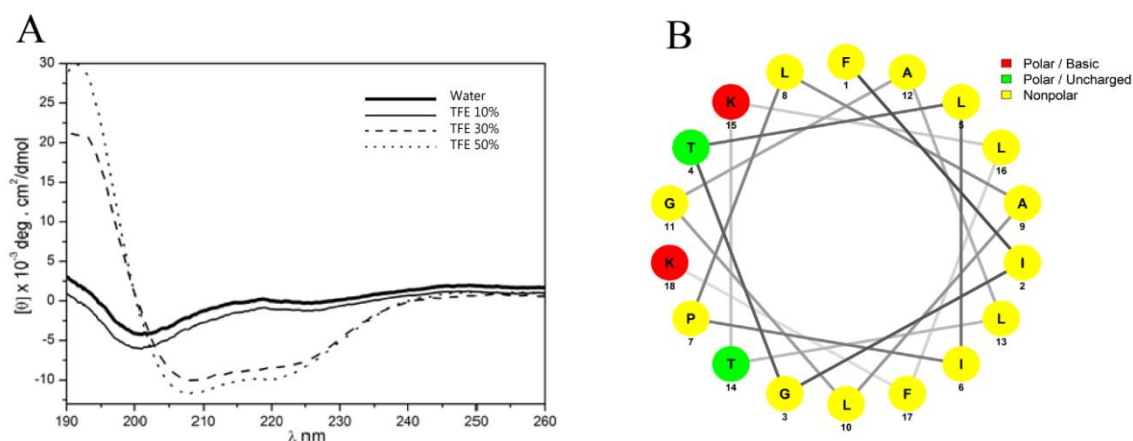 A
B
[θ] x 10⁻³ deg . cm²/dmol
30
25
20
15
10
5
0
-5
-10
190 200 210 220 230 240 250 260
λ nm
Water
TFE 10%
TFE 30%
TFE 50%
Polar / Basic
Polar / Uncharged
Nonpolar
F
1
A
12
L
5
L
16
A
9
I
2
L
13
I
6
F
17
L
10
G
3
T
14
P
7
K
18
G
11
T
4
K
15
L
8